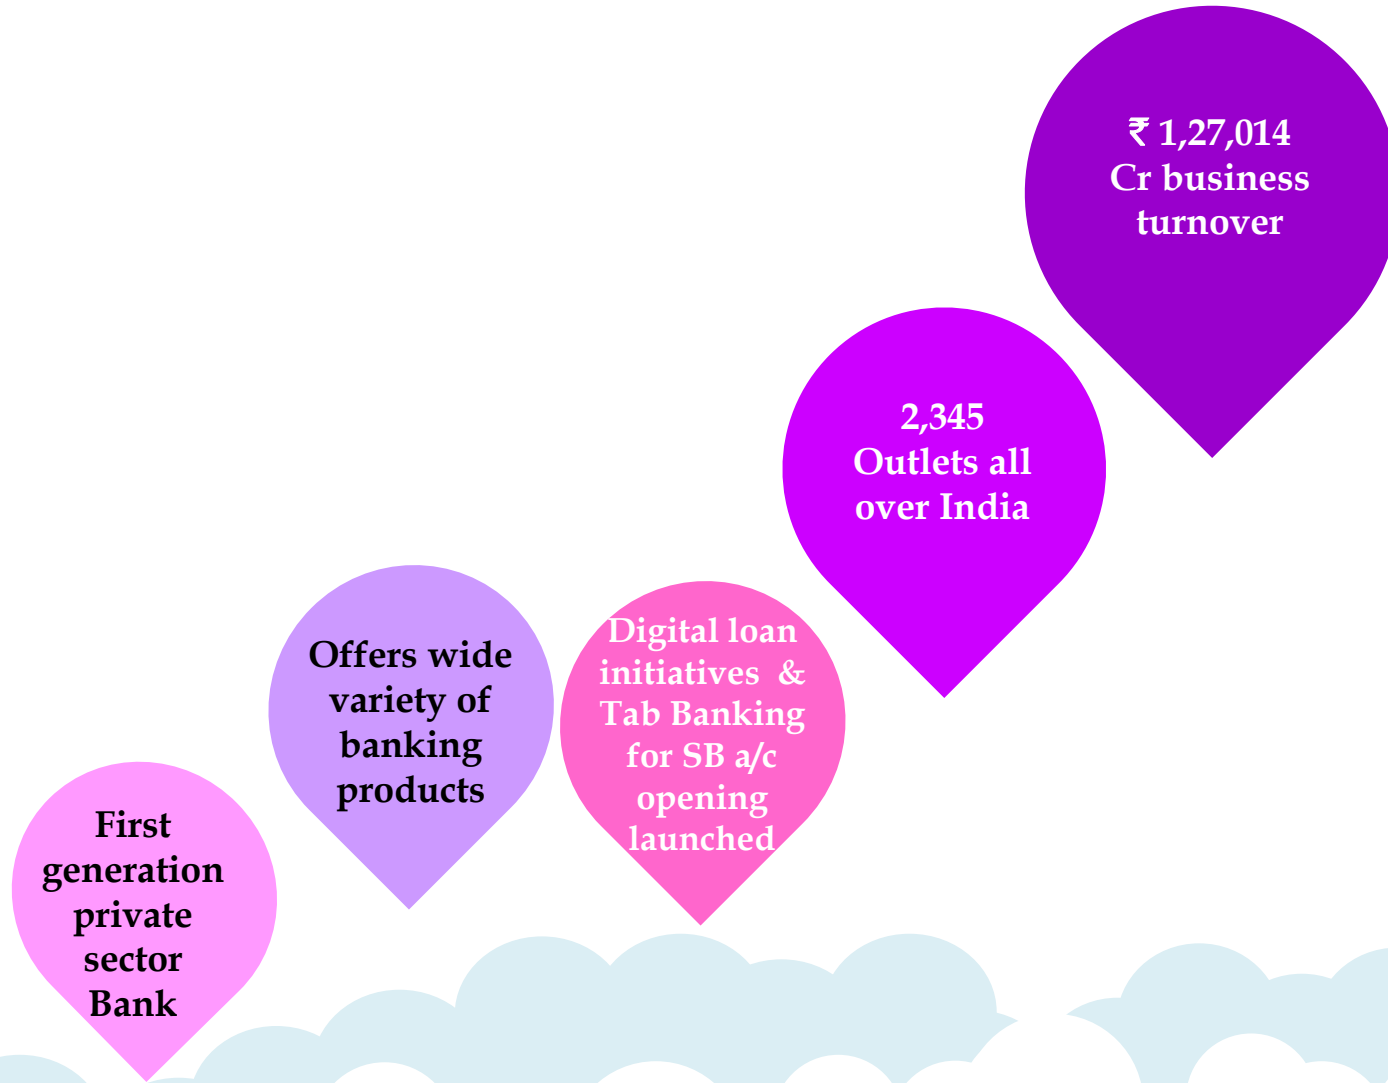 First
generation
private
sector
Bank
Offers wide
variety of
banking
products
Digital loan
initiatives  &
Tab Banking
for SB a/c
opening
launched
2,345
Outlets all
over India
₹ 1,27,014
Cr business
turnover